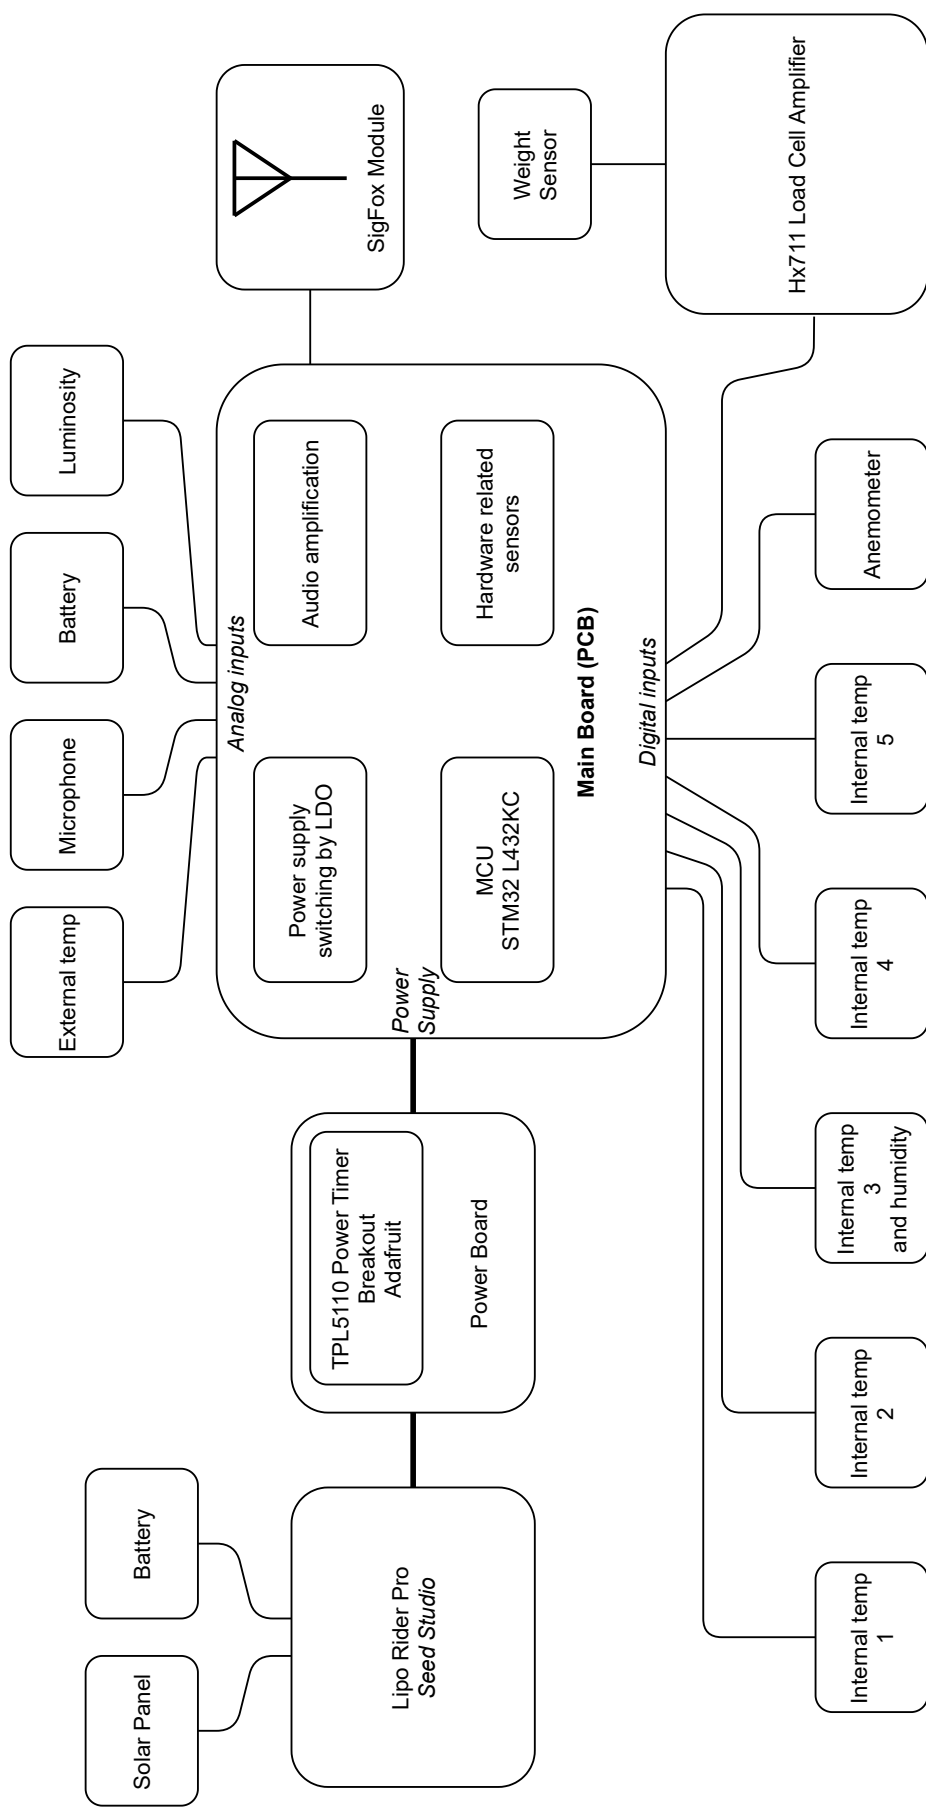 External temp
Microphone
Battery
Luminosity
Solar Panel
Battery
Lipo Rider Pro
Seed Studio
TPL5110 Power Timer
Breakout
Adafruit
Power Board
Power
Supply
Analog inputs
Power supply
switching by LDO
Audio amplification
MCU
STM32 L432KC
Hardware related
sensors
Main Board (PCB)
Digital inputs
SigFox Module
Weight
Sensor
Hx711 Load Cell Amplifier
Internal temp
1
Internal temp
2
Internal temp
3
and humidity
Internal temp
4
Internal temp
5
Anemometer